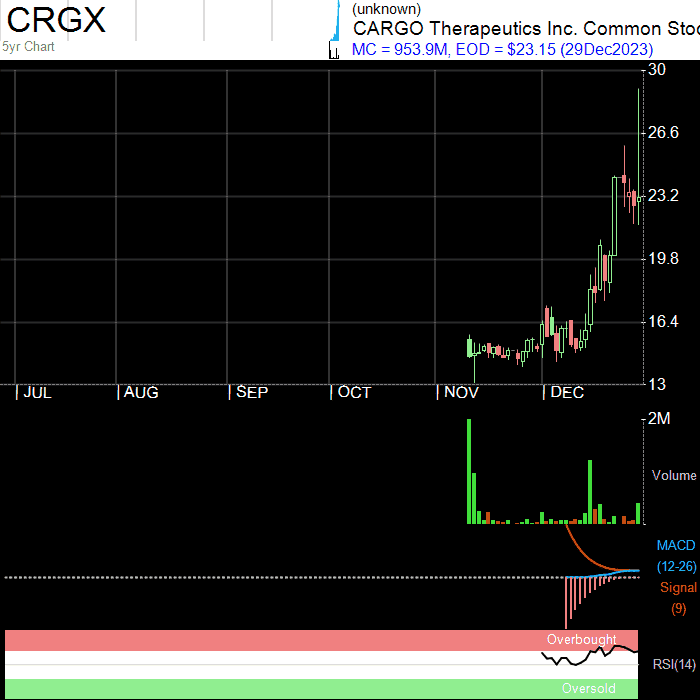 CRGX
(unknown)
CARGO Therapeutics Inc. Common Stoc
5yr Chart
MC = 953.9M, EOD = $23.15 (29Dec2023)
30
26.6
23.2
19.8
16.4
13
JUL AUG SEP OCT NOV DEC
2M
Volume
MACD
(12-26)
Signal
(9)
Overbought
RSI(14)
Oversold